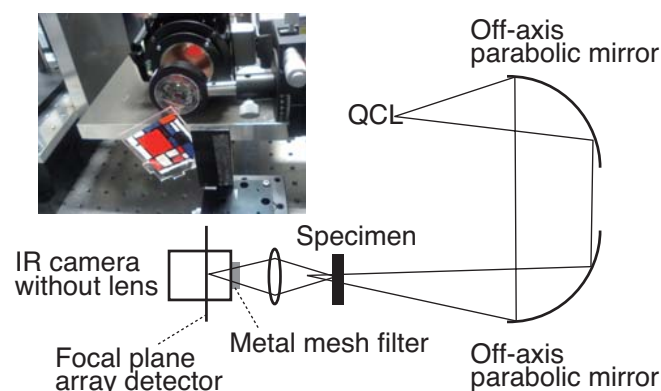 Off-axis
parabolic mirror
QCL
Specimen
IR camera
without lens
Metal mesh filter
Focal plane
array detector
Off-axis
parabolic mirror